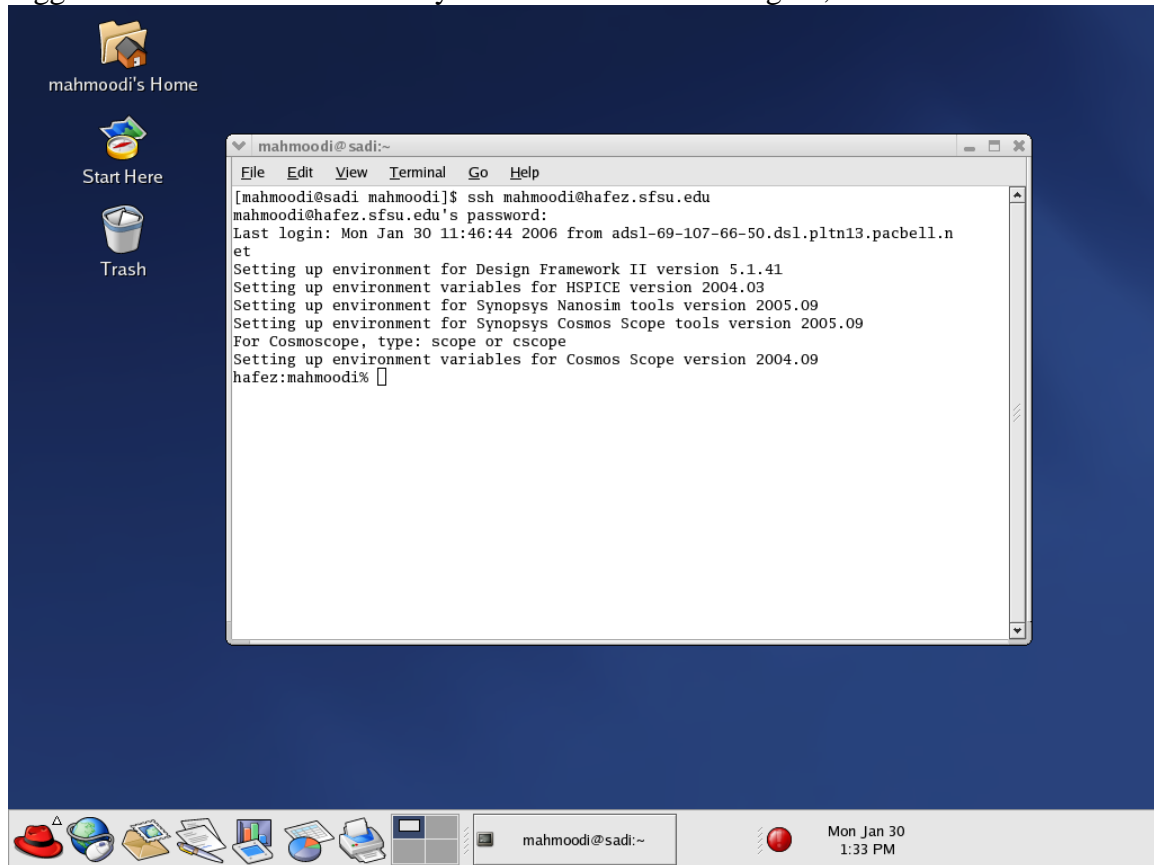 mahmoodi's Home
Start Here
Trash
mahmoodi@sadi:~
File Edit View Terminal Go Help
[mahmoodi@sadi mahmoodi]$ ssh mahmoodi@hafez.sfsu.edu
mahmoodi@hafez.sfsu.edu's password:
Last login: Mon Jan 30 11:46:44 2006 from adsl-69-107-66-50.dsl.pltn13.pacbell.n
et
Setting up environment for Design Framework II version 5.1.41
Setting up environment variables for HSPICE version 2004.03
Setting up environment for Synopsys Nanosim tools version 2005.09
Setting up environment for Synopsys Cosmos Scope tools version 2005.09
For Cosmoscope, type: scope or cscope
Setting up environment variables for Cosmos Scope version 2004.09
hafez:mahmoodi%
mahmoodi@sadi:~
Mon Jan 30
1:33 PM